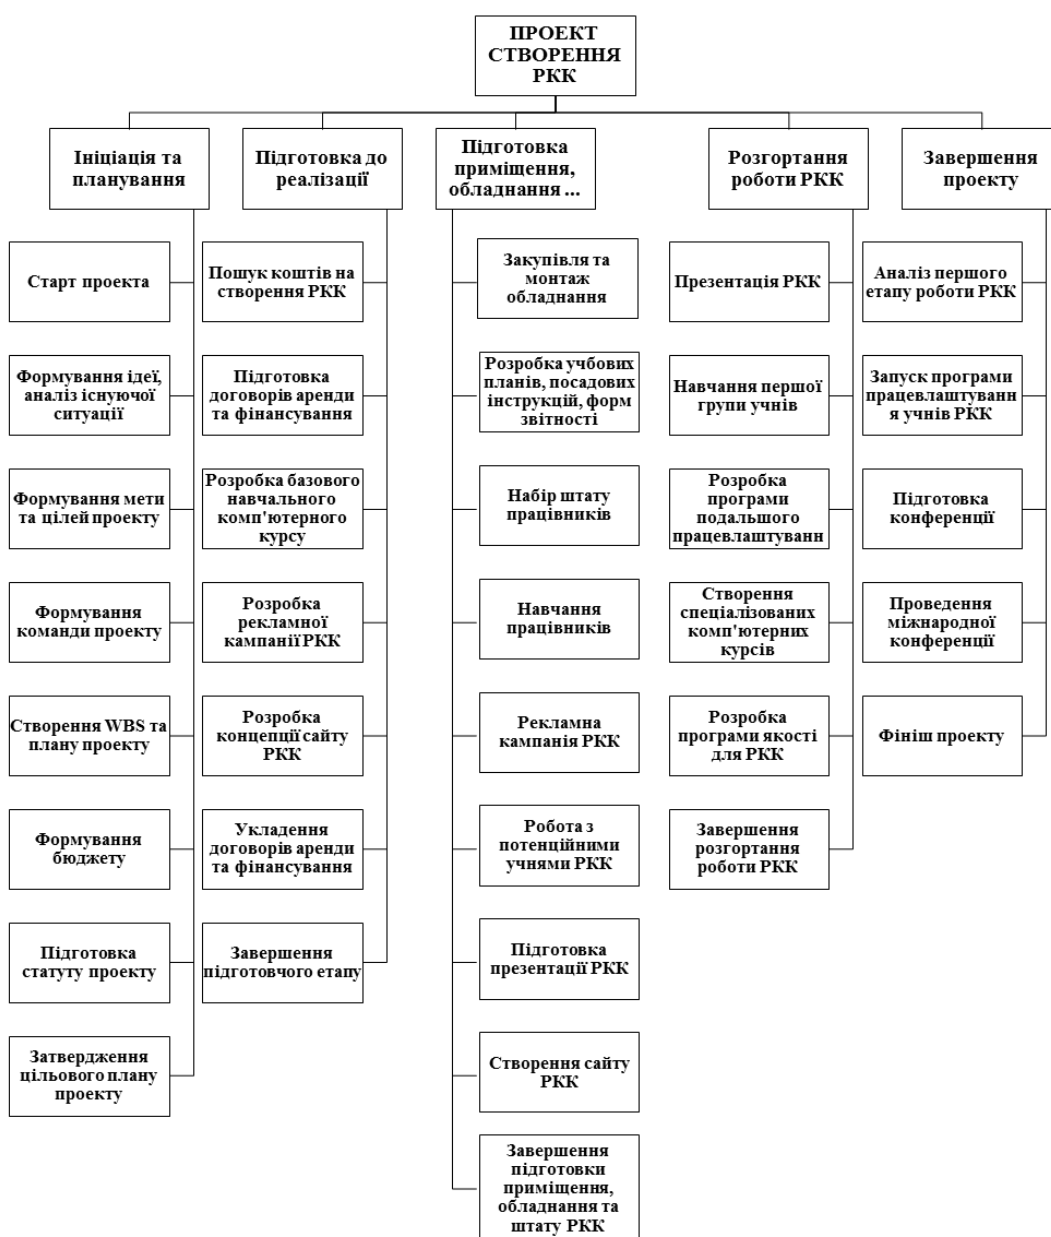 ПРОЕКТ
СТВОРЕННЯ
РКК
Ініціація та
планування
Підготовка до
реалізації
Підготовка
приміщення,
обладнання ...
Розгортання
роботи РКК
Завершення
проекту
Старт проекта
Формування ідеї,
аналіз існуючої
ситуації
Формування мети
та цілей проекту
Формування
команди проекту
Створення WBS та
плану проекту
Формування
бюджету
Підготовка
статуту проекту
Затвердження
цільового плану
проекту
Пошук коштів на
створення РКК
Підготовка
договорів аренди
та фінансування
Розробка базового
навчального
комп'ютерного
курсу
Розробка
рекламної
кампанії РКК
Розробка
концепції сайту
РКК
Укладення
договорів аренди
та фінансування
Завершення
підготовчого етапу
Закупівля та
монтаж
обладнання
Розробка учбових
планів, посадових
інструкцій, форм
звітності
Набір штату
працівників
Навчання
працівників
Рекламна
кампанія РКК
Робота з
потенційними
учнями РКК
Підготовка
презентації РКК
Створення сайту
РКК
Завершення
підготовки
приміщення,
обладнання та
штату РКК
Презентація РКК
Навчання першої
групи учнів
Розробка
програми
подальшого
працевлаштуванн
Створення
спеціалізованих
комп'ютерних
курсів
Розробка
програми якості
для РКК
Завершення
розгортання
роботи РКК
Аналіз першого
етапу роботи РКК
Запуск програми
працевлаштуванн
я учнів РКК
Підготовка
конференції
Проведення
міжнародної
конференції
Фініш проекту